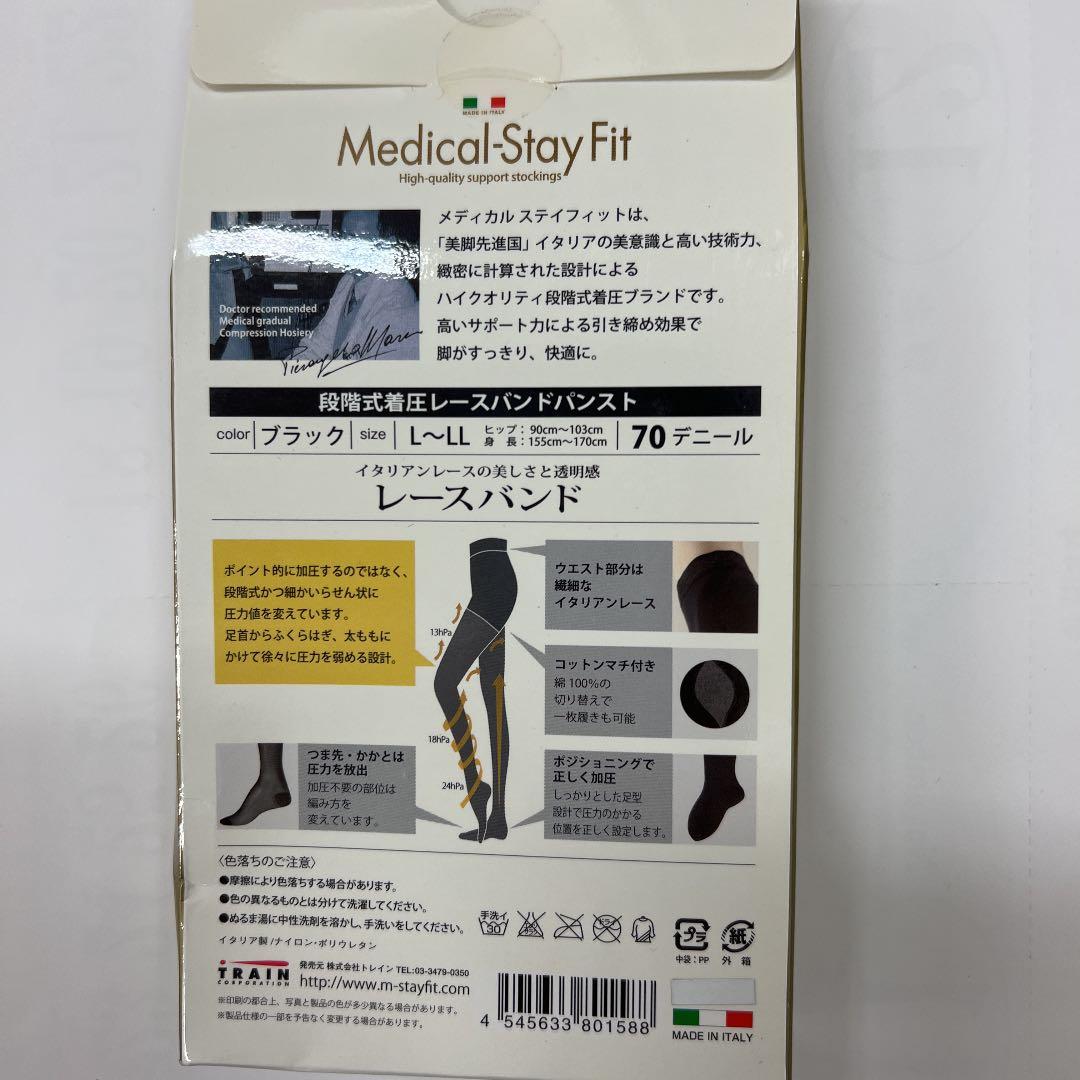 MADE IN ITALY
Medical-Stay Fit
High-quality support stockings
メディカル ステイフィットは、
「美脚先進国」イタリアの美意識と高い技術力、
緻密に計算された設計による
ハイクオリティ段階式着圧ブランドです。
高いサポート力による引き締め効果で
脚がすっきり、快適に。
Doctor recommended
Medical gradual
Compression Hosiery
段階式着圧レースバンドパンスト
color ブラック size L〜LL ヒップ：90cm〜103cm 70デニール
身 長：155cm〜170cm
イタリアンレースの美しさと透明感
レースバンド
ポイント的に加圧するのではなく、
段階式かつ細かいらせん状に
圧力値を変えています。
足首からふくらはぎ、太ももに
かけて徐々に圧力を弱める設計。
13hPa
18hPa
24hPa
ウエスト部分は
繊細な
イタリアンレース
コットンマチ付き
綿100%の
切り替えで
一枚履きも可能
つま先・かかとは
圧力を放出
加圧不要の部位は
編み方を
変えています。
ポジショニングで
正しく加圧
しっかりとした足型
設計で圧力のかかる
位置を正しく設定します。
〈色落ちのご注意〉
●摩擦により色落ちする場合があります。
●色の異なるものとは分けて洗濯してください。
●ぬるま湯に中性洗剤を溶かし、手洗いをしてください。
手洗イ
30
ドライ
プラ
中袋：PP
紙
外 箱
イタリア製/ナイロン・ポリウレタン
TRAIN
CORPORATION
発売元 株式会社トレイン TEL:03-3479-0350
http://www.m-stayfit.com
※印刷の都合上、写真と製品の色が多少異なる場合があります。
※製品仕様の一部を予告なく変更する場合があります。
4 545633 801588
MADE IN ITALY